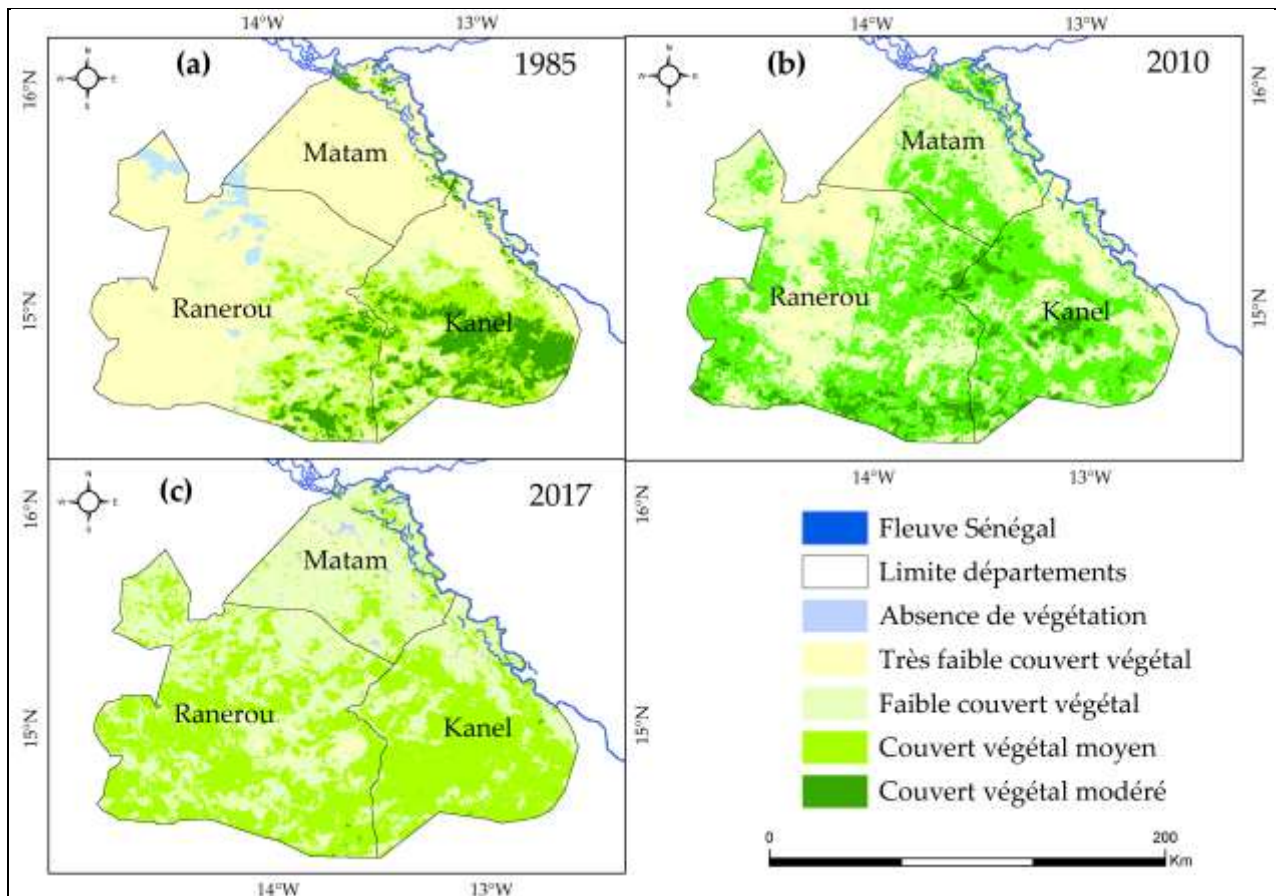 14°W 13°W
(a) 1985
N
W E
S
16°N
15°N
Matam
Ranerou
Kanel
(b) 2010
N
W E
S
16°N
15°N
Matam
Ranerou
Kanel
14°W 13°W
(c) 2017
N
W E
S
16°N
15°N
16°N
15°N
Matam
Ranerou
Kanel
14°W 13°W
Fleuve Sénégal
Limite départements
Absence de végétation
Très faible couvert végétal
Faible couvert végétal
Couvert végétal moyen
Couvert végétal modéré
0 200
Km